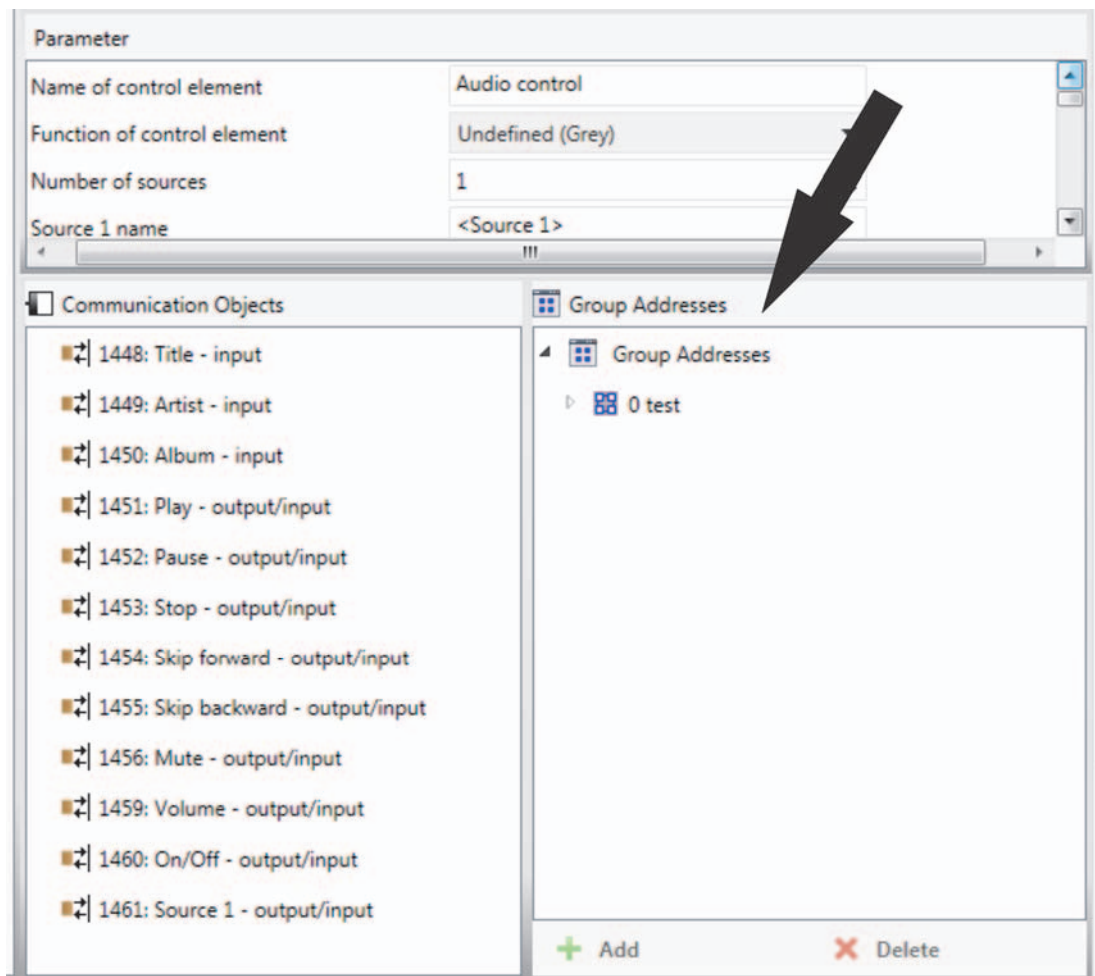 Parameter
Name of control element Audio control
Function of control element Undefined (Grey)
Number of sources 1
Source 1 name <Source 1>
Communication Objects
1448: Title - input
1449: Artist - input
1450: Album - input
1451: Play - output/input
1452: Pause - output/input
1453: Stop - output/input
1454: Skip forward - output/input
1455: Skip backward - output/input
1456: Mute - output/input
1459: Volume - output/input
1460: On/Off - output/input
1461: Source 1 - output/input
Group Addresses
Group Addresses
0 test
Add Delete